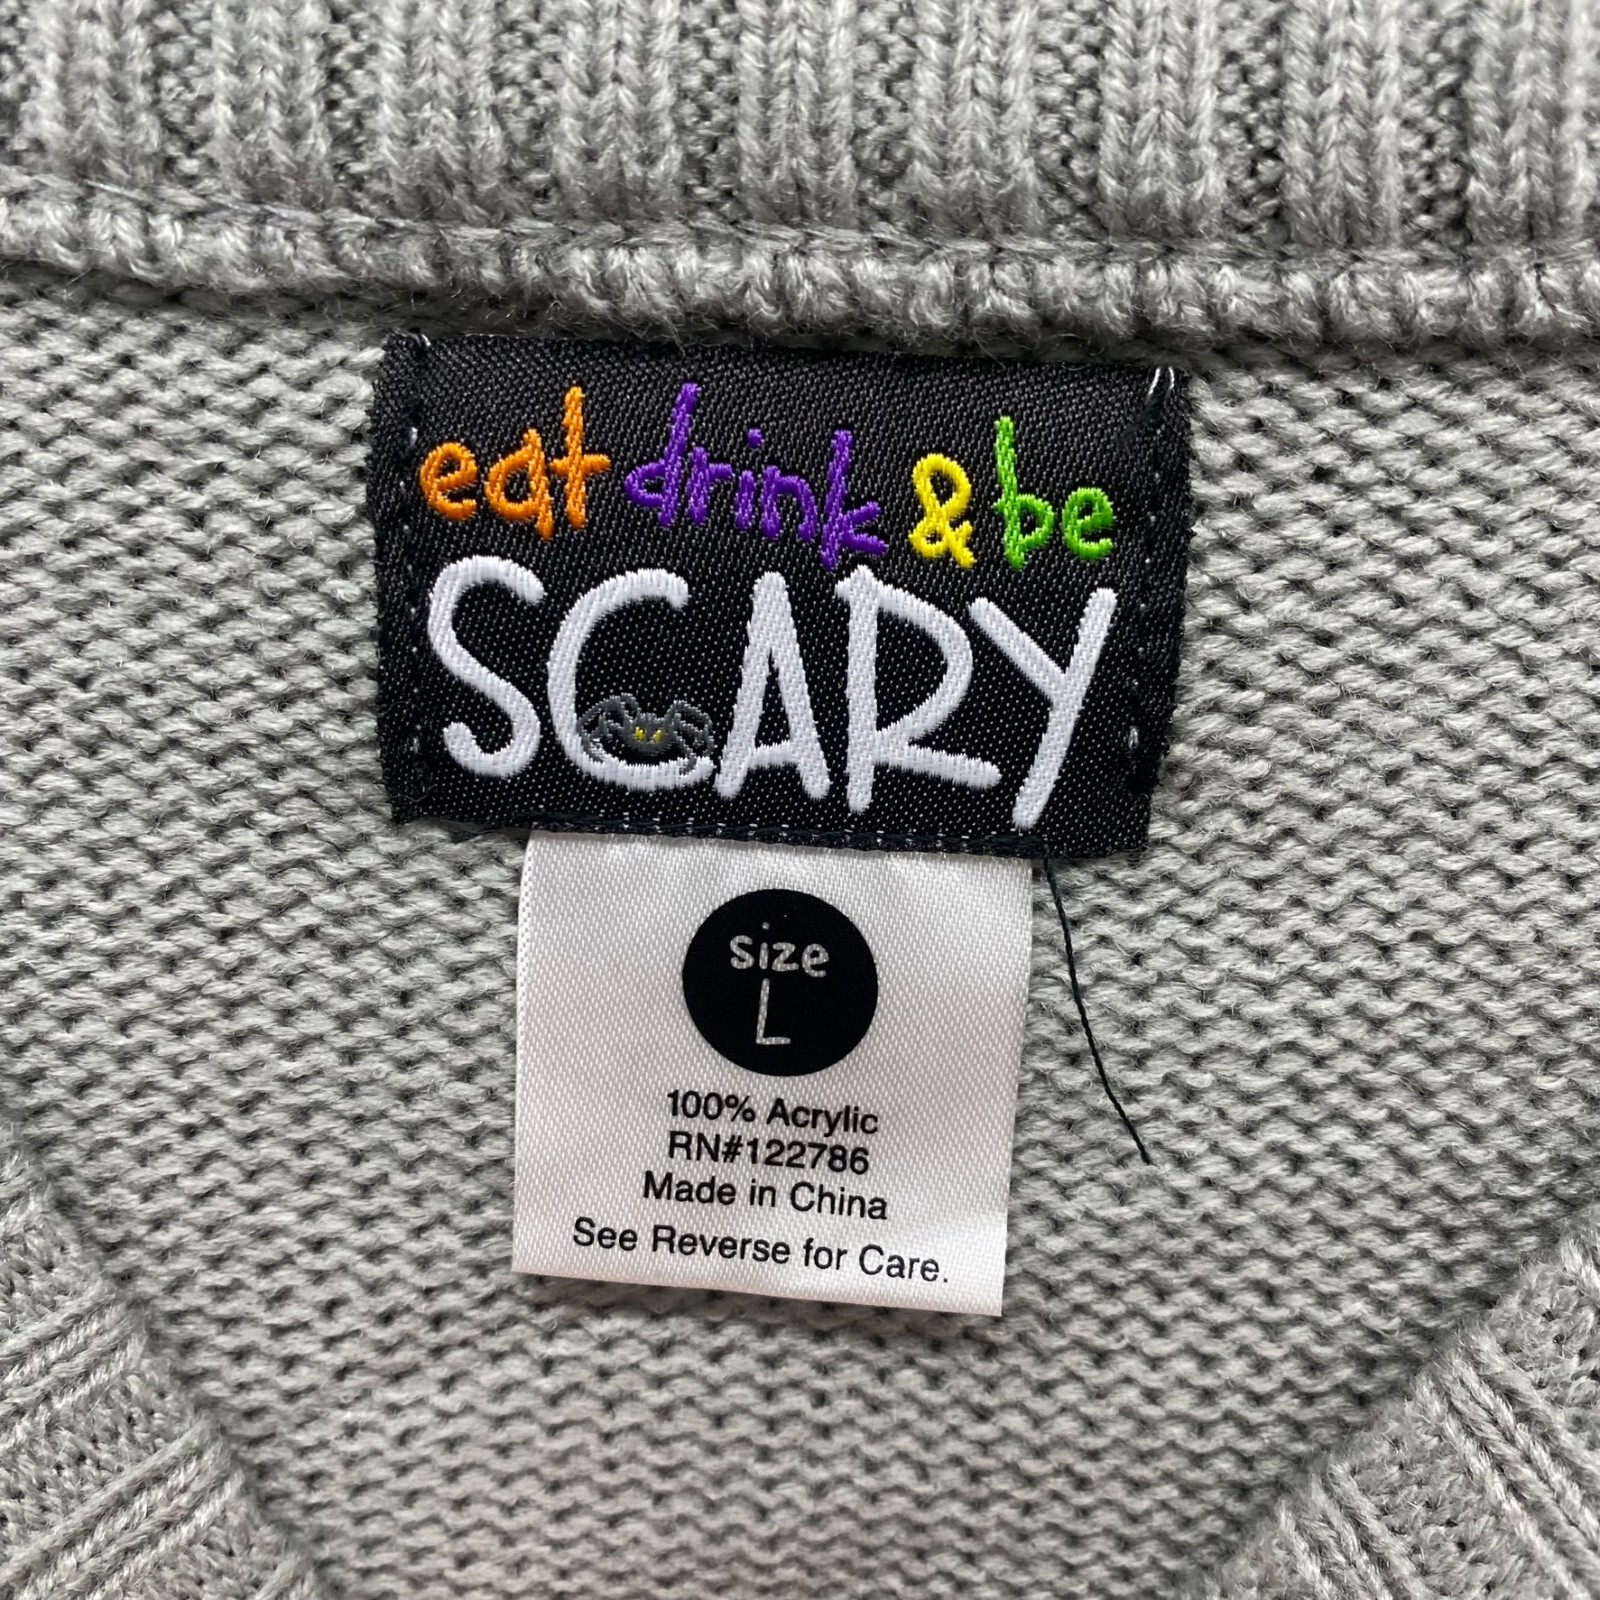 eat drink & be
SCARY
size
L
100% Acrylic
RN#122786
Made in China
See Reverse for Care.